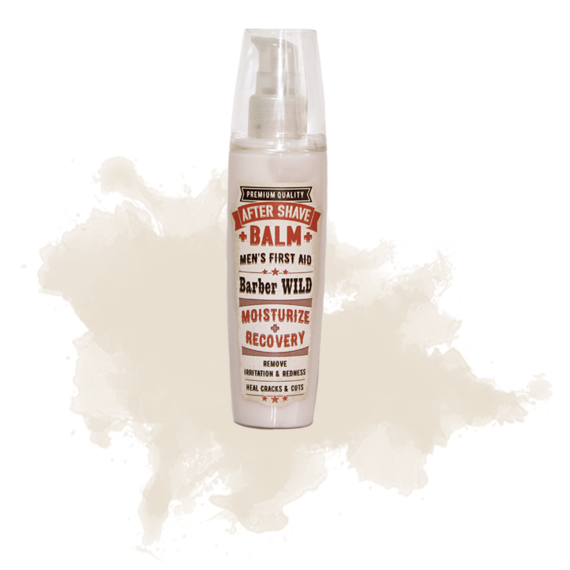 PREMIUM QUALITY
AFTER SHAVE
BALM
MEN'S FIRST AID
Barber WILD
MOISTURIZE
+
RECOVERY
REMOVE
IRRITATION & REDNESS
HEAL CRACKS & CUTS